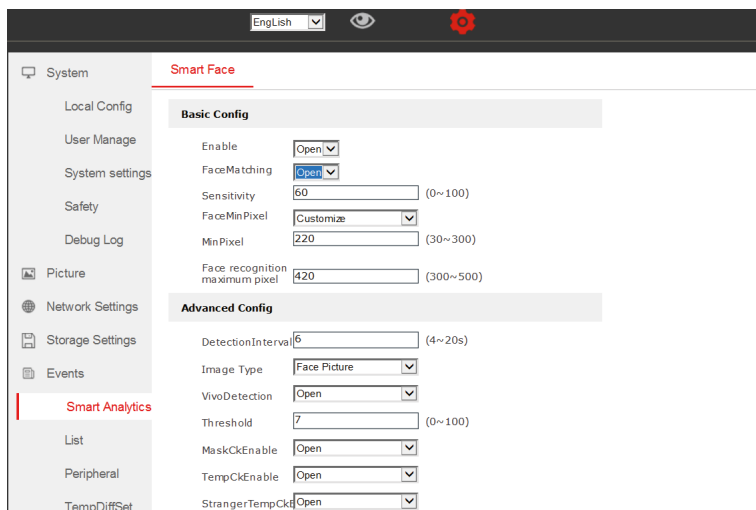 EngLish
System
Local Config
User Manage
System settings
Safety
Debug Log
Picture
Network Settings
Storage Settings
Events
Smart Analytics
List
Peripheral
TempDiffSet
Smart Face
Basic Config
Enable Open
FaceMatching Open
Sensitivity 60 (0~100)
FaceMinPixel Customize
MinPixel 220 (30~300)
Face recognition
maximum pixel 420 (300~500)
Advanced Config
DetectionInterval 6 (4~20s)
Image Type Face Picture
VivoDetection Open
Threshold 7 (0~100)
MaskCkEnable Open
TempCkEnable Open
StrangerTempCkE Open